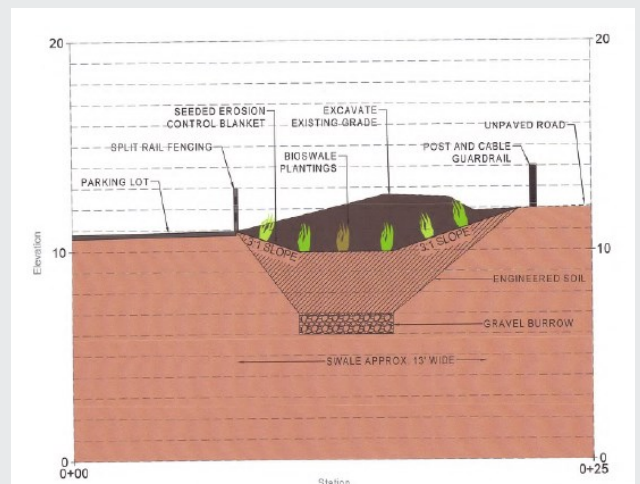 20
20
SEEDED EROSION
CONTROL BLANKET
EXCAVATE
EXISTING GRADE
UNPAVED ROAD
SPLIT RAIL FENCING
BIOSWALE
PLANTINGS
POST AND CABLE
GUARDRAIL
PARKING LOT
10
10
3:1 SLOPE
3:1 SLOPE
Elevation
ENGINEERED SOIL
GRAVEL BURROW
SWALE APPROX. 13' WIDE
0
0
0+00
Station
0+25